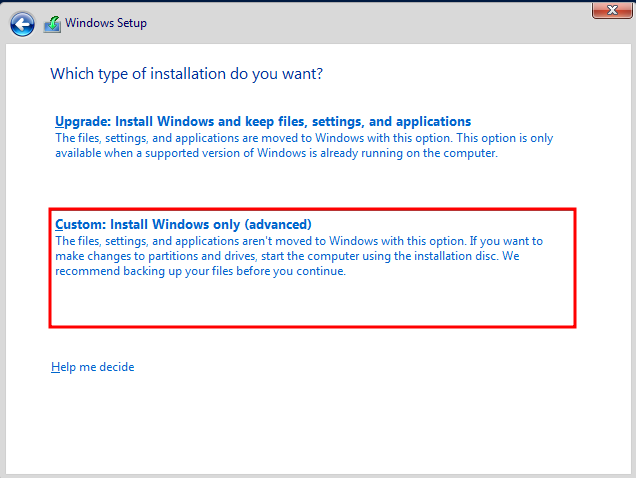 Windows Setup
Which type of installation do you want?
Upgrade: Install Windows and keep files, settings, and applications
The files, settings, and applications are moved to Windows with this option. This option is only
available when a supported version of Windows is already running on the computer.
Custom: Install Windows only (advanced)
The files, settings, and applications aren't moved to Windows with this option. If you want to
make changes to partitions and drives, start the computer using the installation disc. We
recommend backing up your files before you continue.
Help me decide